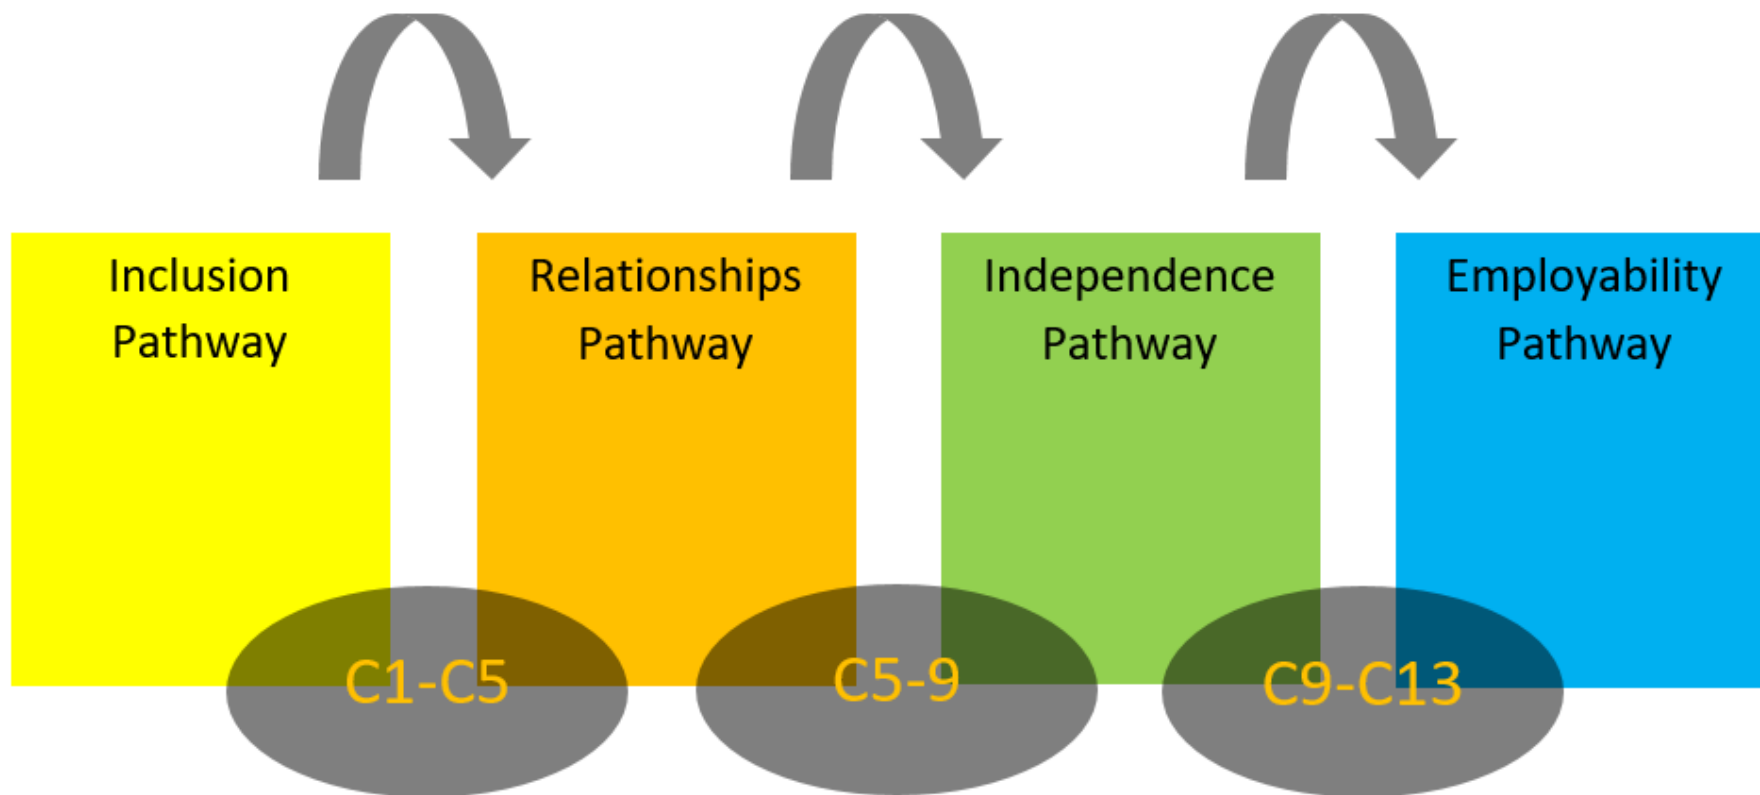 Inclusion
Pathway
Relationships
Pathway
Independence
Pathway
Employability
Pathway
C1-C5
C5-9
C9-C13